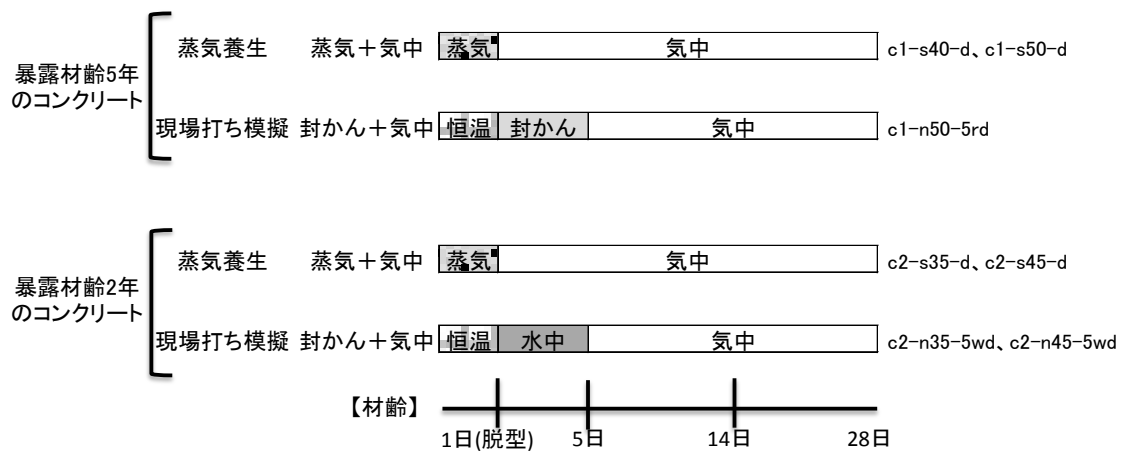 暴露材齢5年
のコンクリート
蒸気養生 蒸気+気中 蒸気 気中 c1-s40-d、c1-s50-d
現場打ち模擬 封かん+気中 恒温 封かん 気中 c1-n50-5rd
暴露材齢2年
のコンクリート
蒸気養生 蒸気+気中 蒸気 気中 c2-s35-d、c2-s45-d
現場打ち模擬 封かん+気中 恒温 水中 気中 c2-n35-5wd、c2-n45-5wd
【材齢】
1日(脱型) 5日 14日 28日